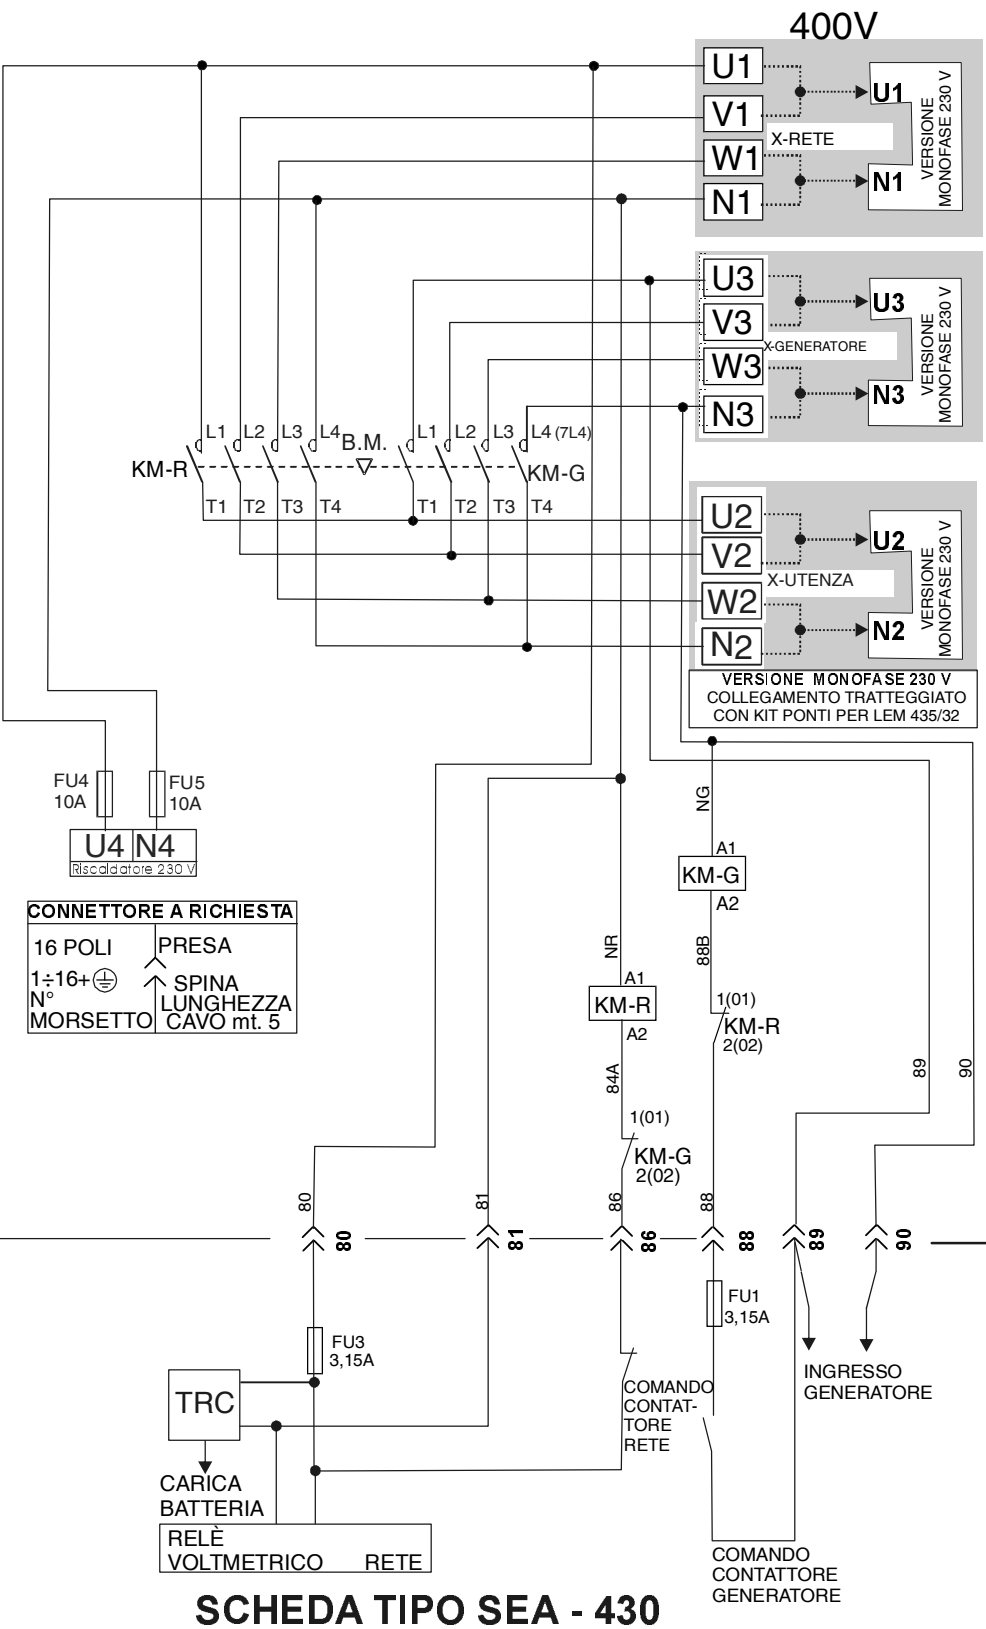 400V
U1
V1
W1
N1
X-RETE
U1
N1
VERSIONE
MONOFASE 230 V
U3
V3
W3
N3
X-GENERATORE
U3
N3
VERSIONE
MONOFASE 230 V
L1 L2 L3 L4 B.M. L1 L2 L3 L4 (7L4)
KM-R
KM-G
T1 T2 T3 T4 T1 T2 T3 T4
U2
V2
W2
N2
X-UTENZA
U2
N2
VERSIONE
MONOFASE 230 V
VERSIONE MONOFASE 230 V
COLLEGAMENTO TRATTEGGIATO
CON KIT PONTI PER LEM 435/32
FU4
10A
FU5
10A
U4 N4
Riscaldatore 230 V
CONNETTORE A RICHIESTA
16 POLI
1÷16+
N°
MORSETTO
PRESA
SPINA
LUNGHEZZA
CAVO mt. 5
NG
A1
KM-G
A2
88B
1(01)
KM-R
2(02)
NR
A1
KM-R
A2
84A
1(01)
KM-G
2(02)
89
90
80
81
86
88
80
81
86
88
89
90
FU3
3,15A
FU1
3,15A
TRC
CARICA
BATTERIA
RELÈ
VOLTMETRICO RETE
COMANDO
CONTAT-
TORE
RETE
INGRESSO
GENERATORE
COMANDO
CONTATTORE
GENERATORE
SCHEDA TIPO SEA - 430